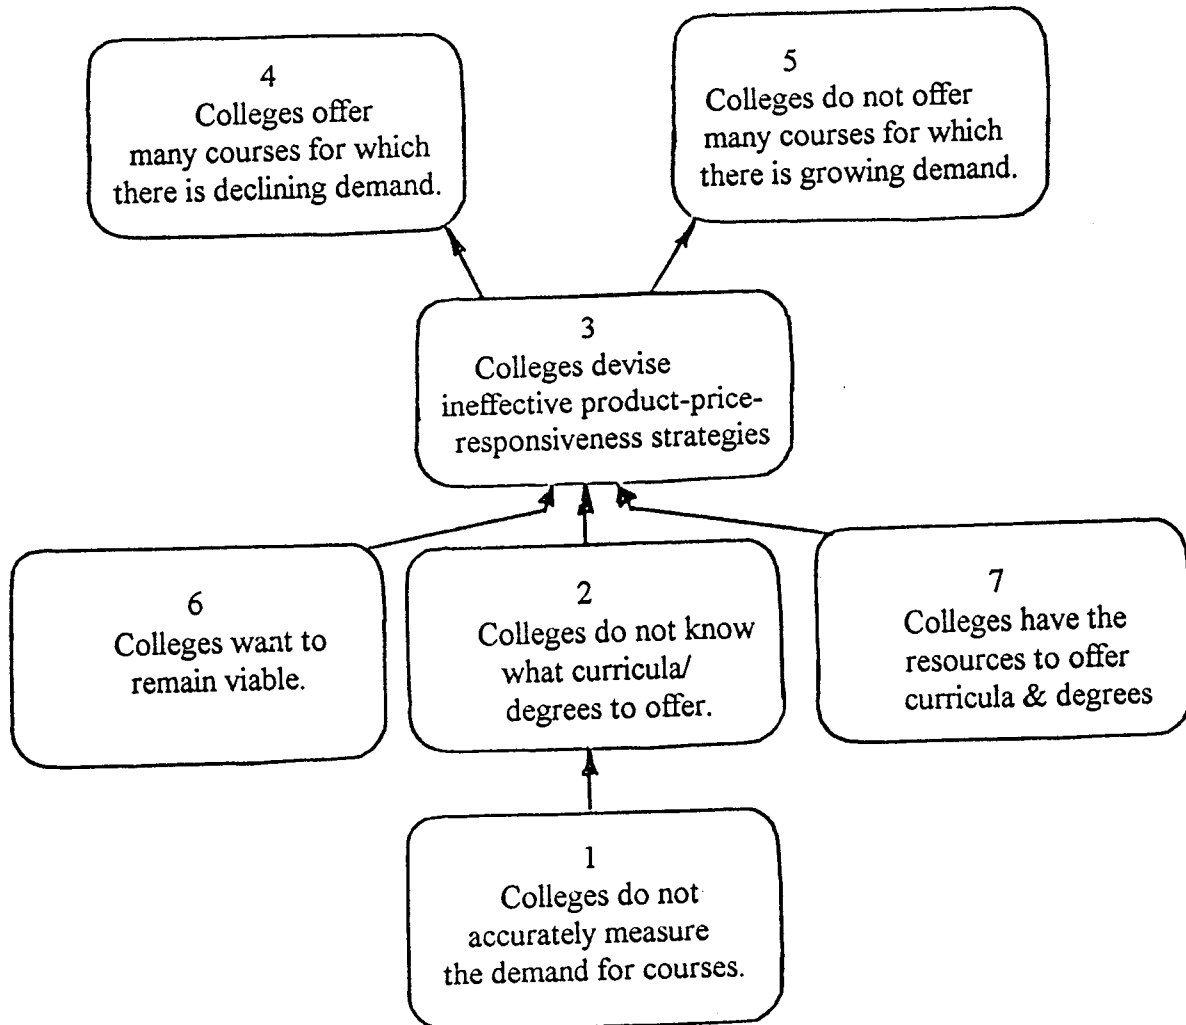 4
Colleges offer
many courses for which
there is declining demand.
5
Colleges do not offer
many courses for which
there is growing demand.
3
Colleges devise
ineffective product-price-
responsiveness strategies
6
Colleges want to
remain viable.
2
Colleges do not know
what curricula/
degrees to offer.
7
Colleges have the
resources to offer
curricula & degrees
1
Colleges do not
accurately measure
the demand for courses.